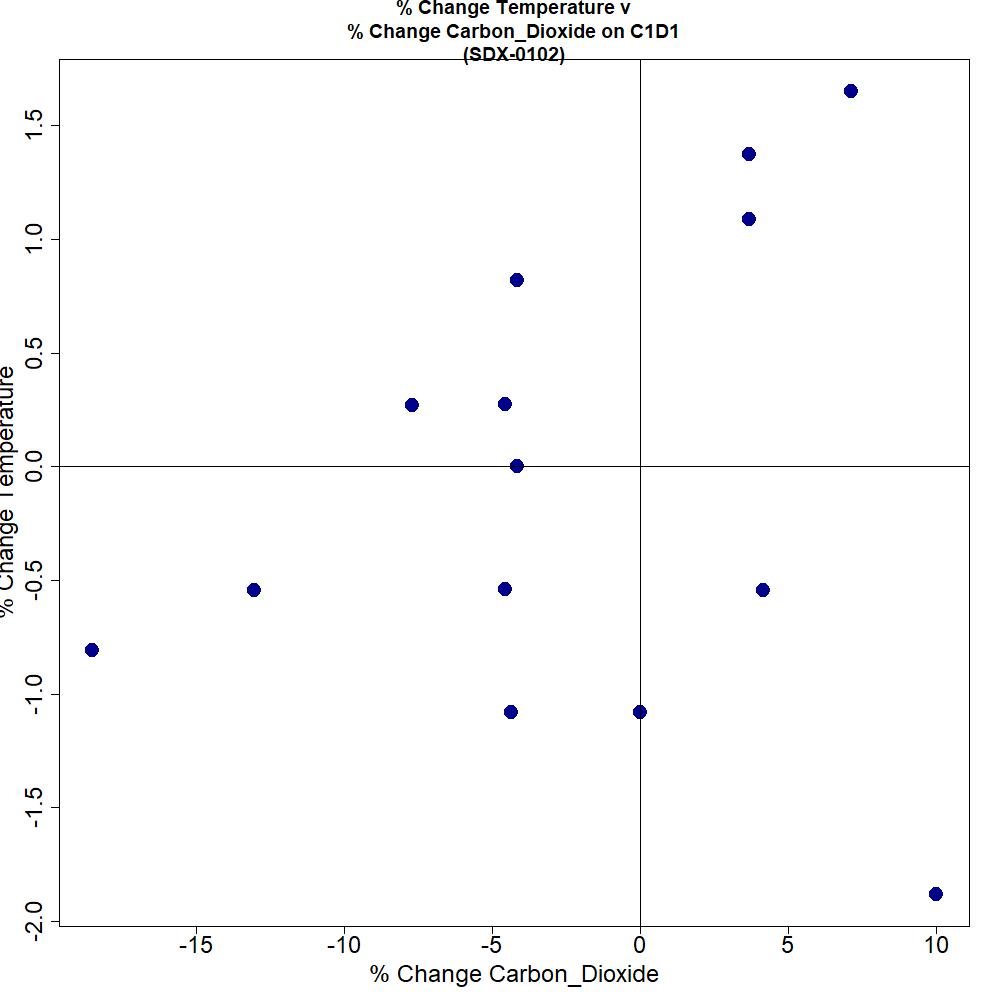 % Change Temperature v
% Change Carbon_Dioxide on C1D1
(SDX-0102)
% Change Temperature
1.5
1.0
0.5
0.0
-0.5
-1.0
-1.5
-2.0
-15 -10 -5 0 5 10
% Change Carbon_Dioxide